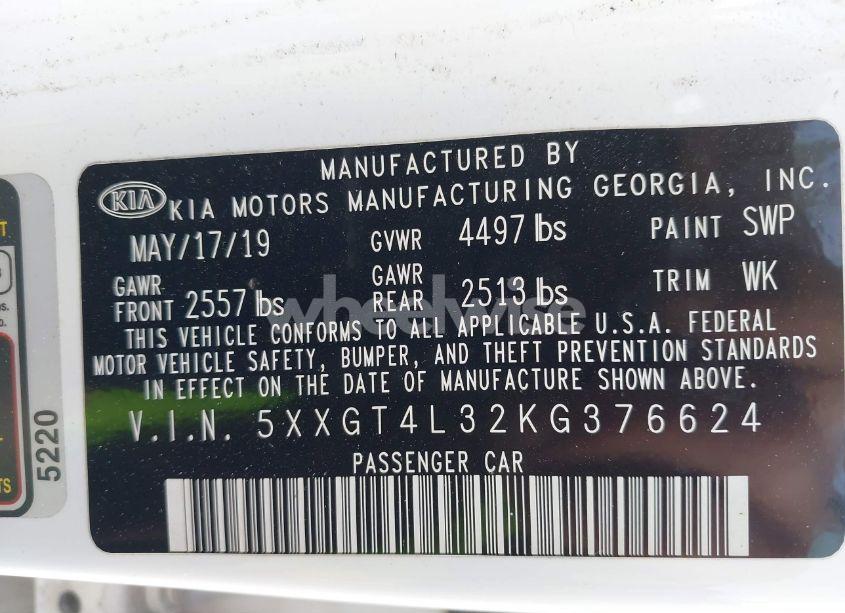 MANUFACTURED BY
KIA KIA MOTORS MANUFACTURING GEORGIA, INC.
MAY/17/19 GVWR 4497 lbs PAINT SWP
GAWR FRONT 2557 lbs GAWR REAR 2513 lbs TRIM WK
wheelwise
THIS VEHICLE CONFORMS TO ALL APPLICABLE U.S.A. FEDERAL
MOTOR VEHICLE SAFETY, BUMPER, AND THEFT PREVENTION STANDARDS
IN EFFECT ON THE DATE OF MANUFACTURE SHOWN ABOVE.
V.I.N. 5XXGT4L32KG376624
PASSENGER CAR
5220